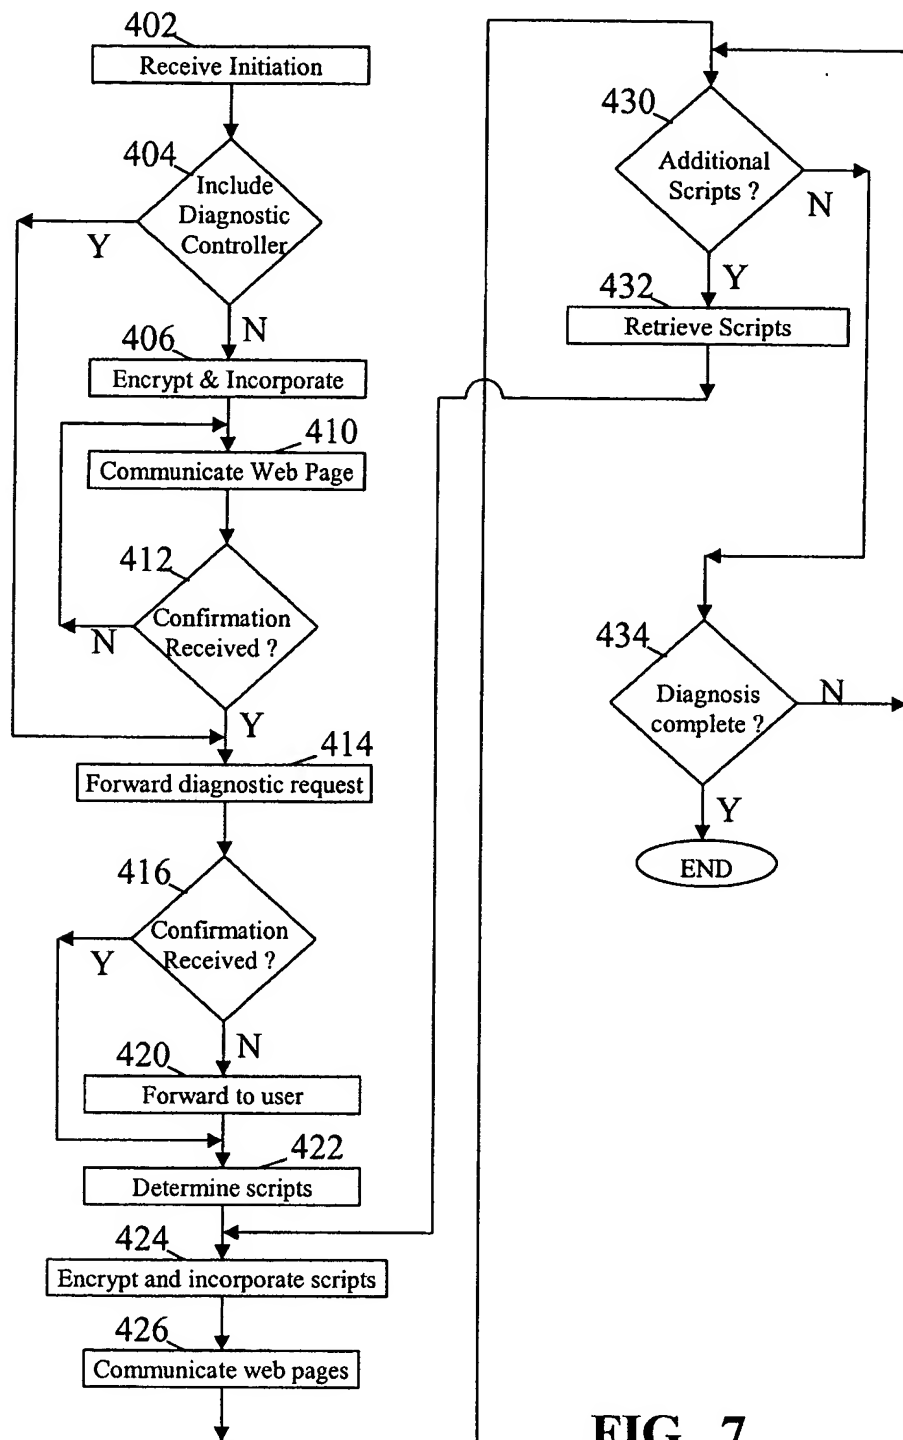 402
Receive Initiation
404
Include
Diagnostic
Controller
Y
N
406
Encrypt & Incorporate
410
Communicate Web Page
412
Confirmation
Received ?
N
Y
414
Forward diagnostic request
416
Confirmation
Received ?
Y
N
420
Forward to user
422
Determine scripts
424
Encrypt and incorporate scripts
426
Communicate web pages
430
Additional
Scripts ?
N
Y
432
Retrieve Scripts
434
Diagnosis
complete ?
N
Y
END
FIG. 7